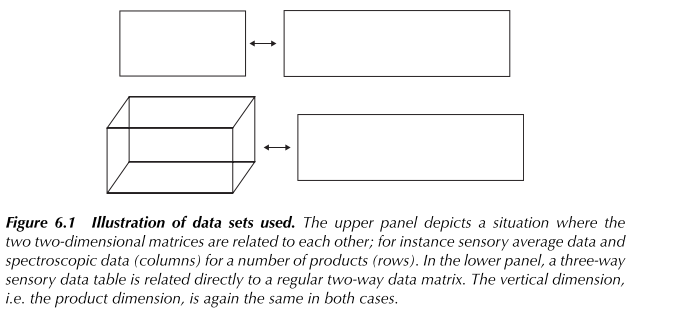 Figure 6.1 Illustration of data sets used. The upper panel depicts a situation where the
two two-dimensional matrices are related to each other; for instance sensory average data and
spectroscopic data (columns) for a number of products (rows). In the lower panel, a three-way
sensory data table is related directly to a regular two-way data matrix. The vertical dimension,
i.e. the product dimension, is again the same in both cases.